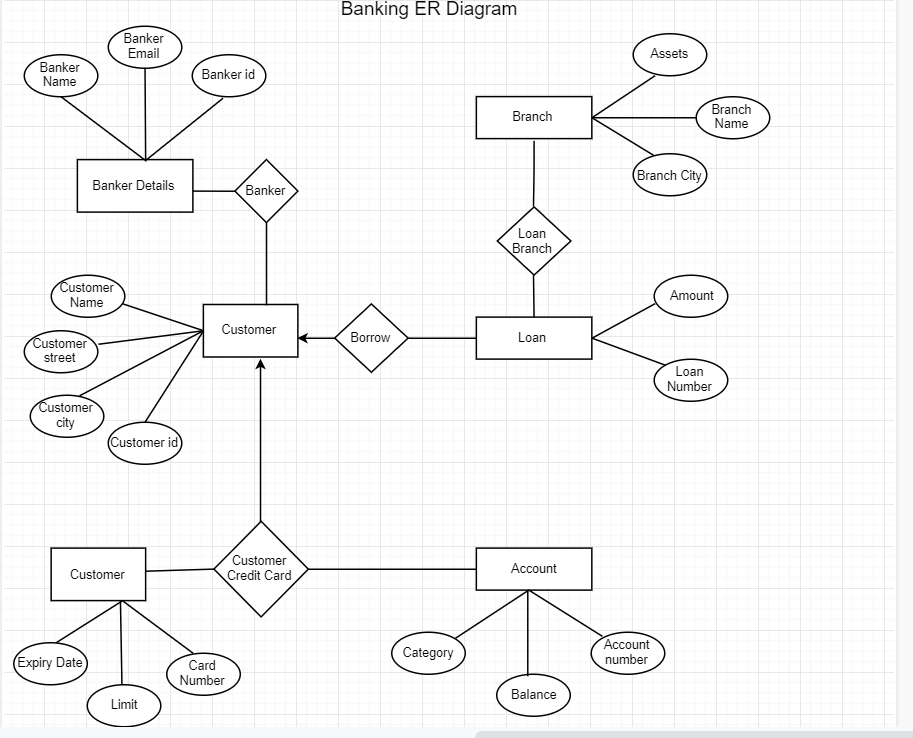 Banking ER Diagram
Banker
Name
Banker
Email
Banker id
Assets
Branch
Branch
Name
Branch City
Banker Details
Banker
Loan
Branch
Customer
Name
Customer
street
Customer
city
Customer id
Customer
Borrow
Loan
Amount
Loan
Number
Customer
Customer
Credit Card
Account
Expiry Date
Limit
Card
Number
Category
Balance
Account
number